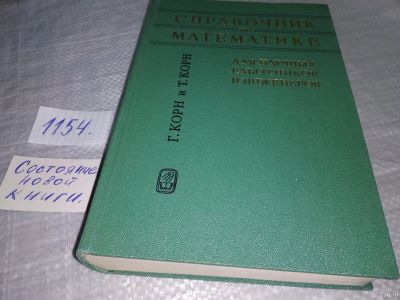 СПРАВОЧНИК
ПО
МАТЕМАТИКЕ
ДЛЯ НАУЧНЫХ
РАБОТНИКОВ
И ИНЖЕНЕРОВ
Г. КОРН и Т. КОРН
1154.
Состояние
новой
книги.